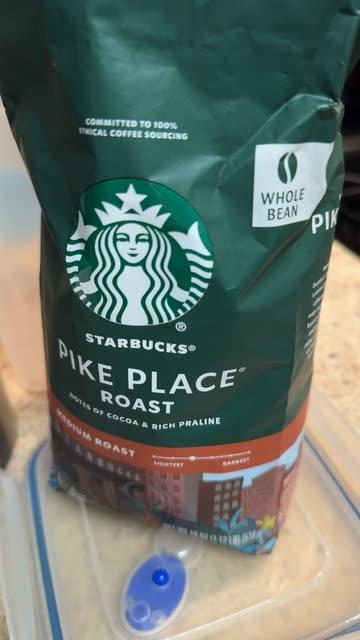 COMMITTED TO 100%
ETHICAL COFFEE SOURCING
WHOLE
BEAN
PIK
STARBUCKS®
PIKE PLACE®
ROAST
NOTES OF COCOA & RICH PRALINE
MEDIUM ROAST
LIGHTEST
DARKEST
STARBUCKS